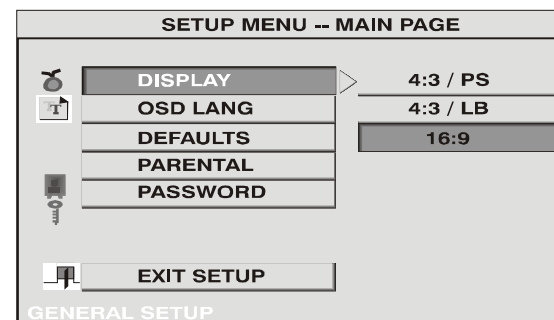 SETUP MENU -- MAIN PAGE
DISPLAY
4:3 / PS
OSD LANG
4:3 / LB
DEFAULTS
16:9
PARENTAL
PASSWORD
EXIT SETUP
GENERAL SETUP